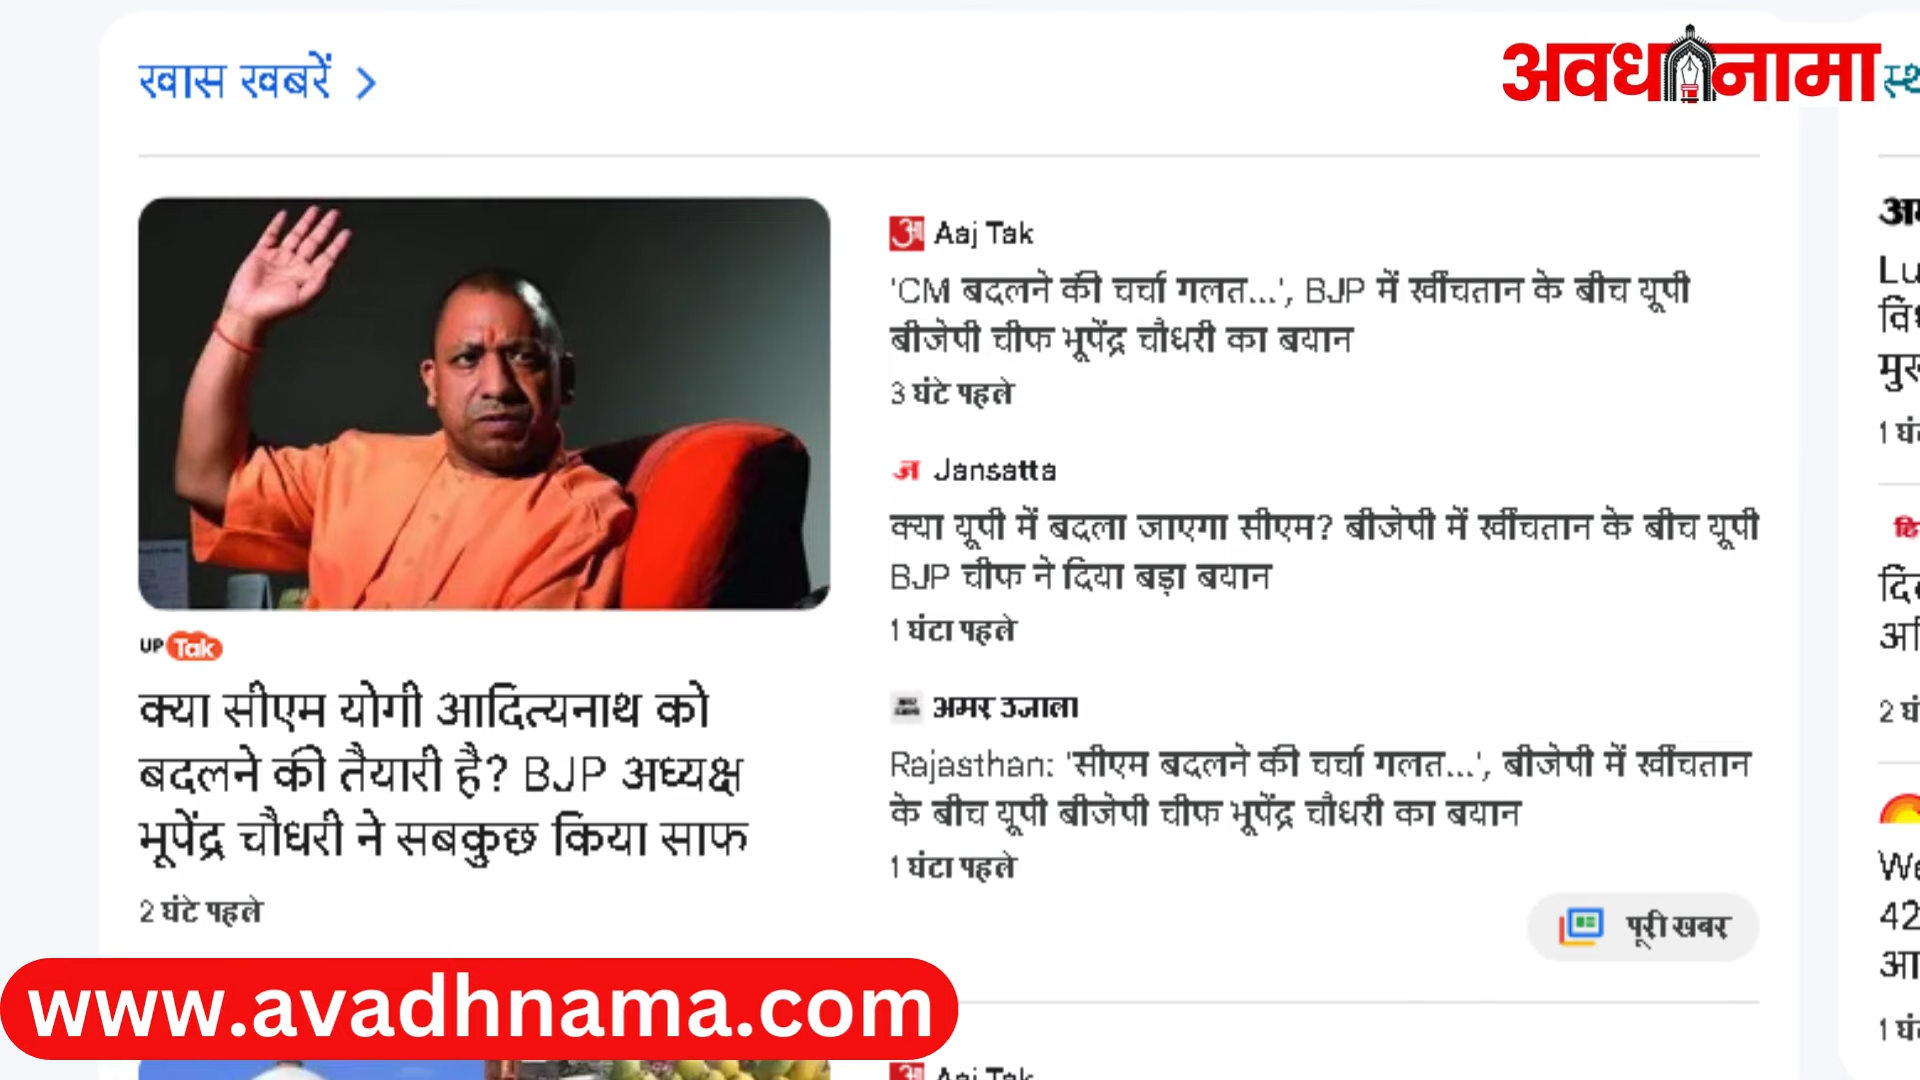 खास खबरें
अवधनामा
Aaj Tak
'CM बदलने की चर्चा गलत...', BJP में खींचतान के बीच यूपी
बीजेपी चीफ भूपेंद्र चौधरी का बयान
3 घंटे पहले
Jansatta
क्या यूपी में बदला जाएगा सीएम? बीजेपी में खींचतान के बीच यूपी
BJP चीफ ने दिया बड़ा बयान
1 घंटा पहले
UP Tak
क्या सीएम योगी आदित्यनाथ को
बदलने की तैयारी है? BJP अध्यक्ष
भूपेंद्र चौधरी ने सबकुछ किया साफ
2 घंटे पहले
अमर उजाला
Rajasthan: 'सीएम बदलने की चर्चा गलत...', बीजेपी में खींचतान
के बीच यूपी बीजेपी चीफ भूपेंद्र चौधरी का बयान
1 घंटा पहले
पूरी खबर
www.avadhnama.com
Aaj Tak